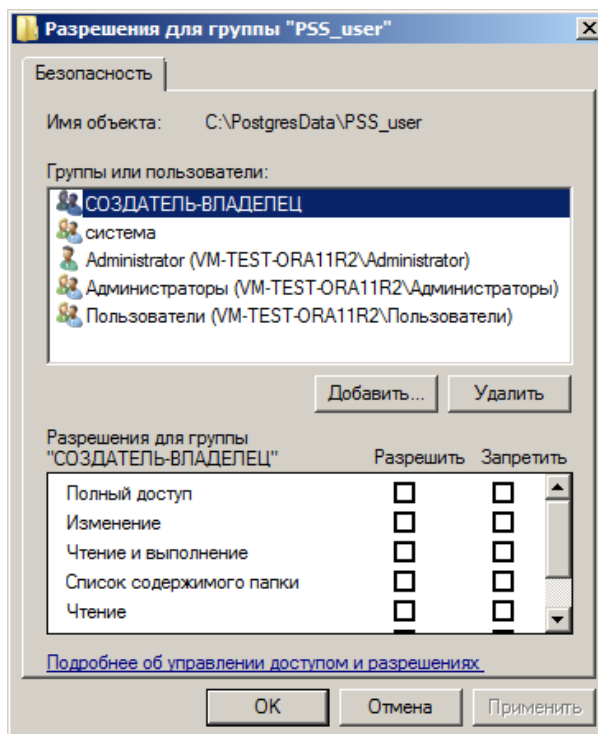 Разрешения для группы "PSS_user"
Безопасность
Имя объекта: C:\PostgresData\PSS_user
Группы или пользователи:
СОЗДАТЕЛЬ-ВЛАДЕЛЕЦ
система
Administrator (VM-TEST-ORA11R2\Administrator)
Администраторы (VM-TEST-ORA11R2\Администраторы)
Пользователи (VM-TEST-ORA11R2\Пользователи)
Добавить... Удалить
Разрешения для группы
"СОЗДАТЕЛЬ-ВЛАДЕЛЕЦ" Разрешить Запретить
Полный доступ
Изменение
Чтение и выполнение
Список содержимого папки
Чтение
Подробнее об управлении доступом и разрешениях
OK Отмена Применить